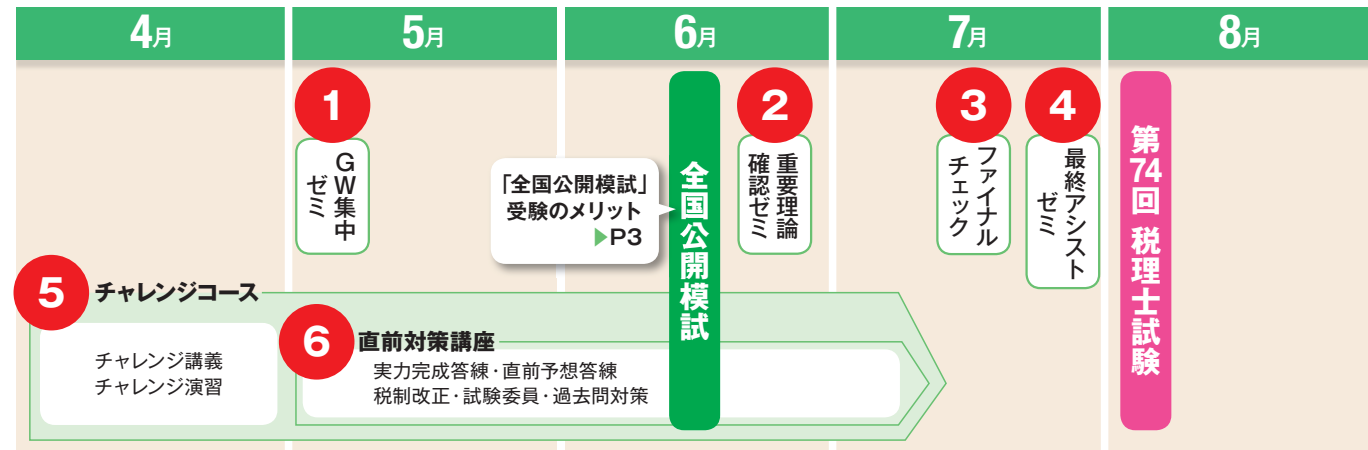 4月
5月
6月
7月
8月
1
GW集中
ゼミ
「全国公開模試」
受験のメリット
▶P3
全国公開模試
2
重要理論
確認ゼミ
3
ファイナル
チェック
4
最終アシスト
ゼミ
第74回 税理士試験
5
チャレンジコース
チャレンジ講義
チャレンジ演習
6
直前対策講座
実力完成答練・直前予想答練
税制改正・試験委員・過去問対策